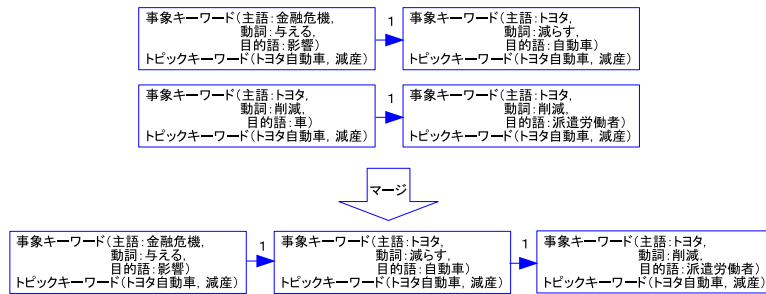 事象キーワード(主語:金融危機,
動詞:与える,
目的語:影響)
トピックキーワード(トヨタ自動車, 減産)
1
事象キーワード(主語:トヨタ,
動詞:減らす,
目的語:自動車)
トピックキーワード(トヨタ自動車, 減産)
事象キーワード(主語:トヨタ,
動詞:削減,
目的語:車)
トピックキーワード(トヨタ自動車, 減産)
1
事象キーワード(主語:トヨタ,
動詞:削減,
目的語:派遣労働者)
トピックキーワード(トヨタ自動車, 減産)
マージ
事象キーワード(主語:金融危機,
動詞:与える,
目的語:影響)
トピックキーワード(トヨタ自動車, 減産)
1
事象キーワード(主語:トヨタ,
動詞:減らす,
目的語:自動車)
トピックキーワード(トヨタ自動車, 減産)
1
事象キーワード(主語:トヨタ,
動詞:削減,
目的語:派遣労働者)
トピックキーワード(トヨタ自動車, 減産)